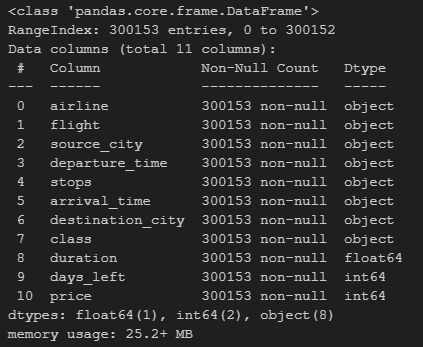 <class 'pandas.core.frame.DataFrame'>
RangeIndex: 300153 entries, 0 to 300152
Data columns (total 11 columns):
 #   Column            Non-Null Count   Dtype
---  ------            --------------   -----
 0   airline           300153 non-null  object
 1   flight            300153 non-null  object
 2   source_city       300153 non-null  object
 3   departure_time    300153 non-null  object
 4   stops             300153 non-null  object
 5   arrival_time      300153 non-null  object
 6   destination_city  300153 non-null  object
 7   class             300153 non-null  object
 8   duration          300153 non-null  float64
 9   days_left         300153 non-null  int64
 10  price             300153 non-null  int64
dtypes: float64(1), int64(2), object(8)
memory usage: 25.2+ MB